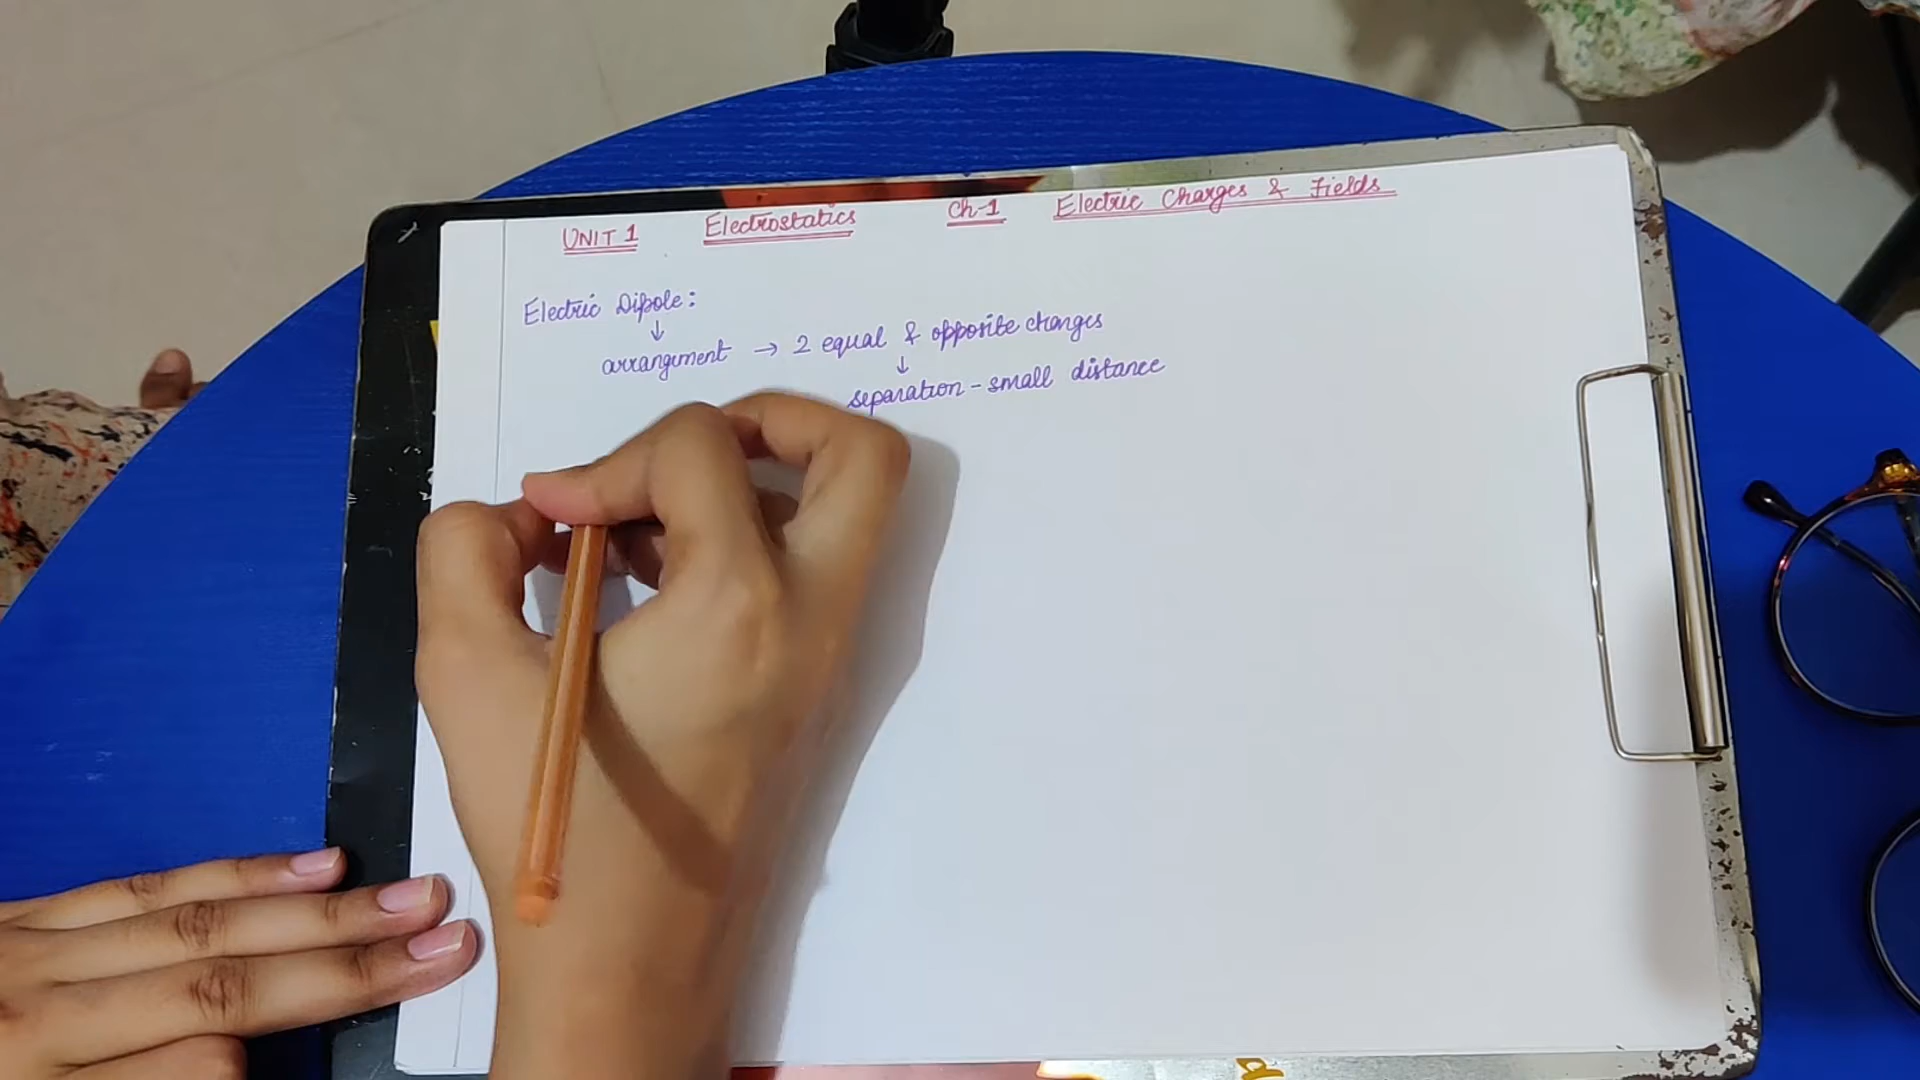 UNIT 1 Electrostatics Ch-1 Electric Charges & Fields
Electric Dipole:
↓
arrangement → 2 equal & opposite charges
↓
separation - small distance